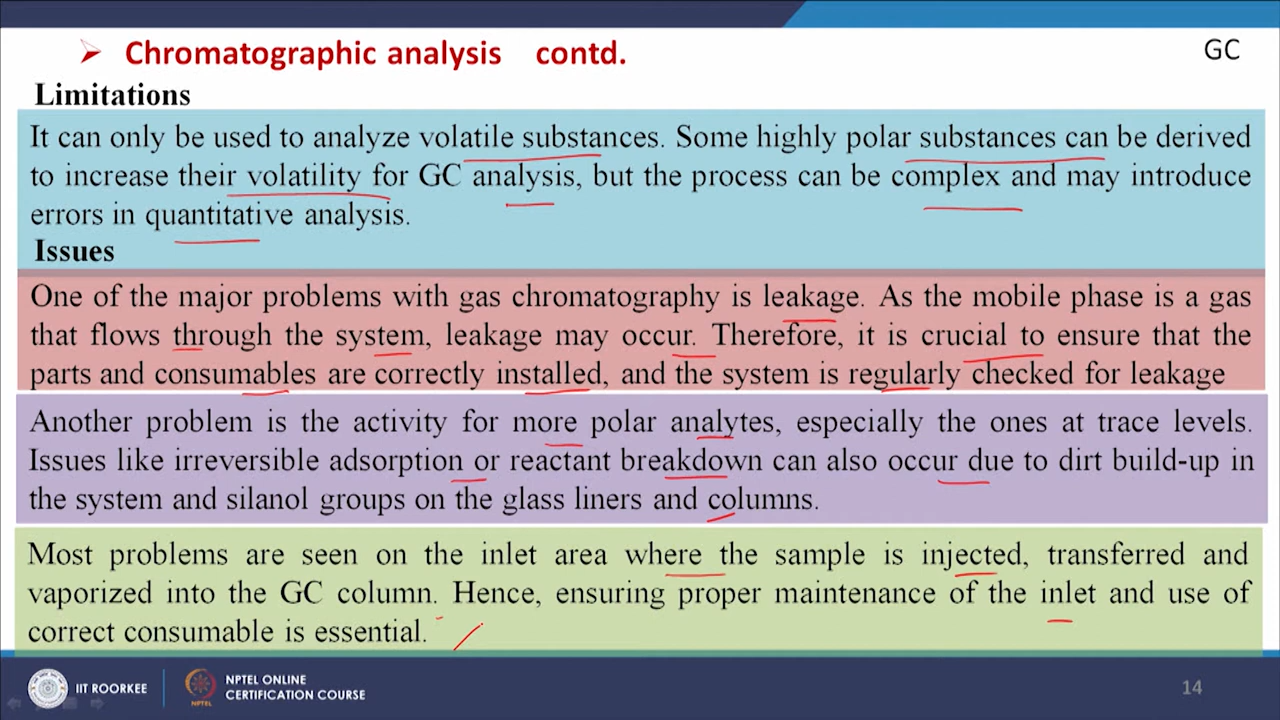 Chromatographic analysis contd.
GC
Limitations
It can only be used to analyze volatile substances. Some highly polar substances can be derived
to increase their volatility for GC analysis, but the process can be complex and may introduce
errors in quantitative analysis.
Issues
One of the major problems with gas chromatography is leakage. As the mobile phase is a gas
that flows through the system, leakage may occur. Therefore, it is crucial to ensure that the
parts and consumables are correctly installed, and the system is regularly checked for leakage
Another problem is the activity for more polar analytes, especially the ones at trace levels.
Issues like irreversible adsorption or reactant breakdown can also occur due to dirt build-up in
the system and silanol groups on the glass liners and columns.
Most problems are seen on the inlet area where the sample is injected, transferred and
vaporized into the GC column. Hence, ensuring proper maintenance of the inlet and use of
correct consumable is essential.
IIT ROORKEE
NPTEL
NPTEL ONLINE
CERTIFICATION COURSE
14